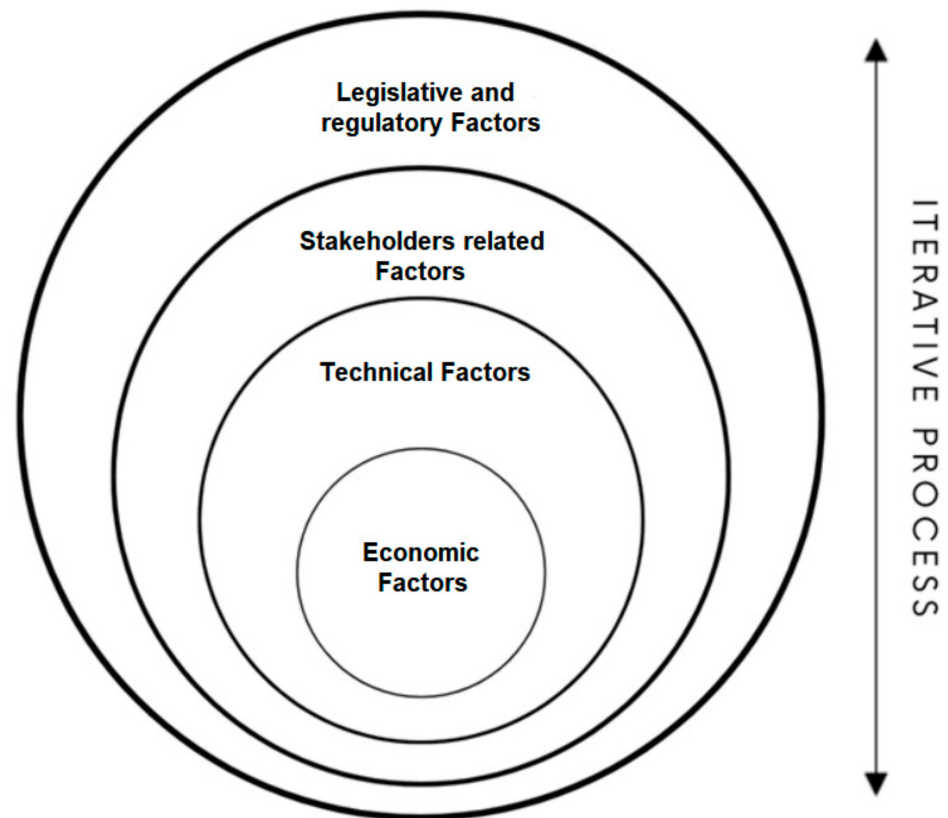 Legislative and
regulatory Factors
Stakeholders related
Factors
Technical Factors
Economic
Factors
ITERATIVE PROCESS